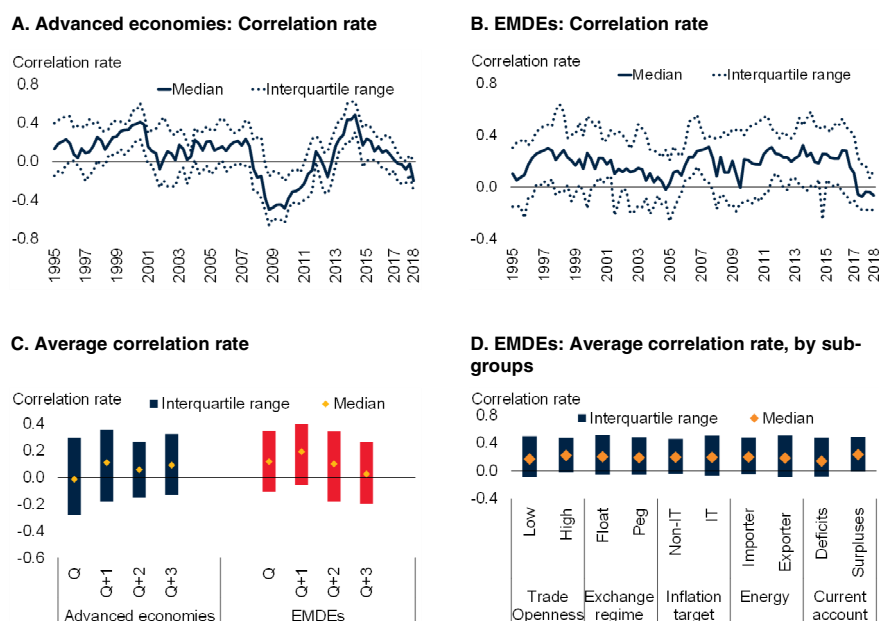 A. Advanced economies: Correlation rate
Correlation rate
Median
Interquartile range
0.8
0.4
0.0
-0.4
-0.8
1995
1997
1999
2001
2003
2005
2007
2009
2011
2013
2015
2017
2018
B. EMDEs: Correlation rate
Correlation rate
Median
Interquartile range
0.8
0.4
0.0
-0.4
1995
1997
1999
2001
2003
2005
2007
2009
2011
2013
2015
2017
2018
C. Average correlation rate
Correlation rate
Interquartile range
Median
0.4
0.2
0.0
-0.2
-0.4
-0.6
Q
Q+1
Q+2
Q+3
Q
Q+1
Q+2
Q+3
Advanced economies
EMDEs
D. EMDEs: Average correlation rate, by sub-
groups
Correlation rate
Interquartile range
Median
0.8
0.4
0.0
-0.4
Low
High
Float
Peg
Non-IT
IT
Importer
Exporter
Deficits
Surpluses
Trade
Openness
Exchange
regime
Inflation
target
Energy
Current
account